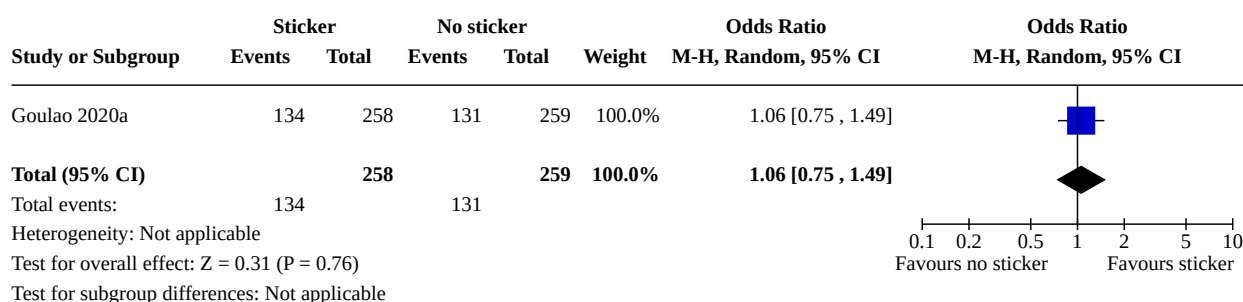 Sticker No sticker Odds Ratio Odds Ratio
Study or Subgroup Events Total Events Total Weight M-H, Random, 95% CI M-H, Random, 95% CI
Goulao 2020a 134 258 131 259 100.0% 1.06 [0.75 , 1.49]
Total (95% CI) 258 259 100.0% 1.06 [0.75 , 1.49]
Total events: 134 131
Heterogeneity: Not applicable
Test for overall effect: Z = 0.31 (P = 0.76)
Test for subgroup differences: Not applicable
0.1 0.2 0.5 1 2 5 10
Favours no sticker Favours sticker